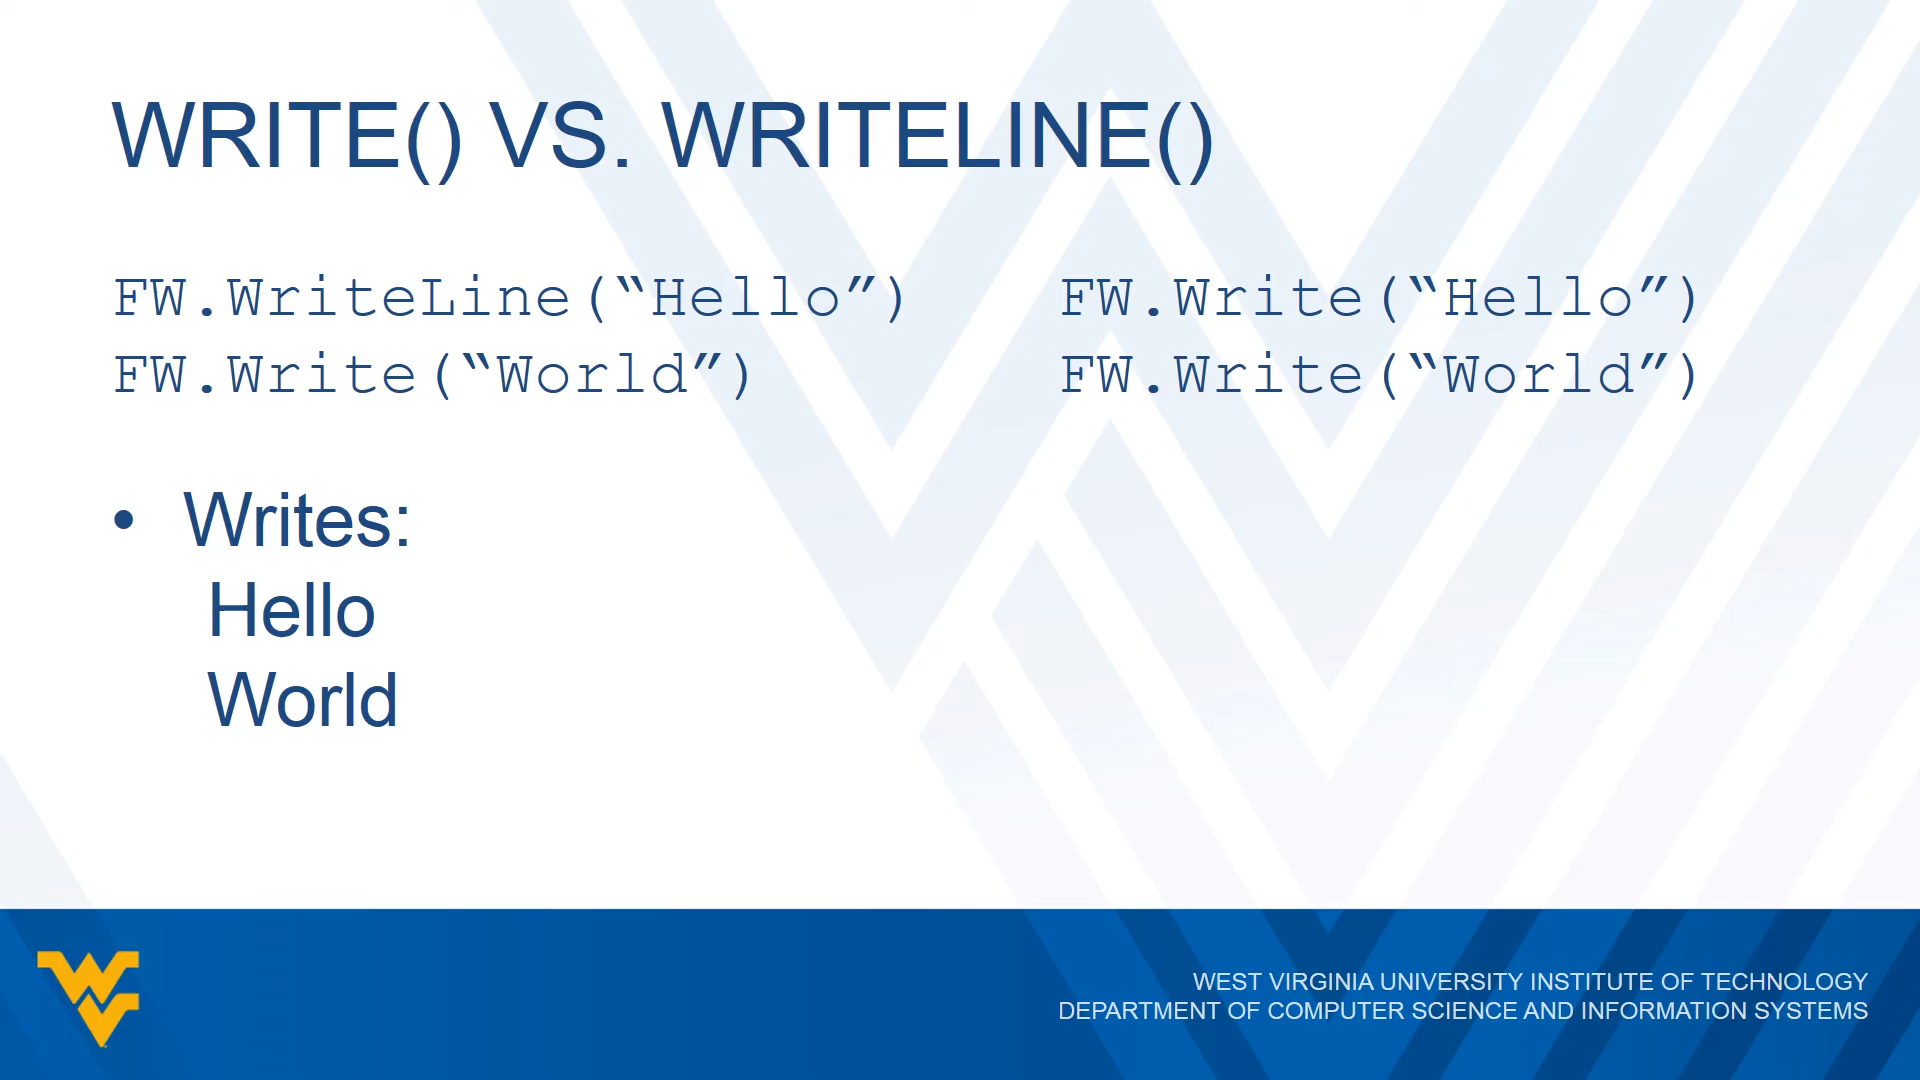 WRITE() VS. WRITELINE()
FW.WriteLine(“Hello”)
FW.Write(“World”)
• Writes:
Hello
World
FW.Write(“Hello”)
FW.Write(“World”)
WEST VIRGINIA UNIVERSITY INSTITUTE OF TECHNOLOGY
DEPARTMENT OF COMPUTER SCIENCE AND INFORMATION SYSTEMS